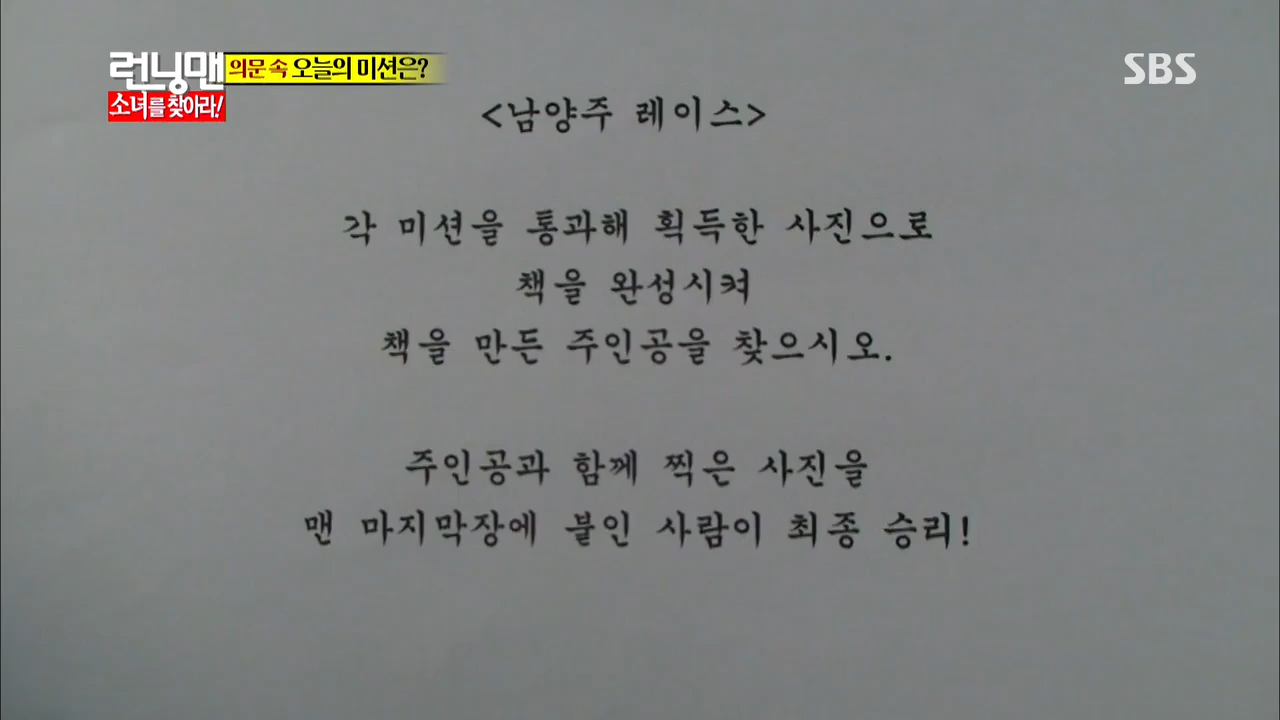 런닝맨 의문 속 오늘의 미션은?
소녀를 찾아라!
SBS
<남양주 레이스>
각 미션을 통과해 획득한 사진으로
책을 완성시켜
책을 만든 주인공을 찾으시오.
주인공과 함께 찍은 사진을
맨 마지막장에 붙인 사람이 최종 승리!